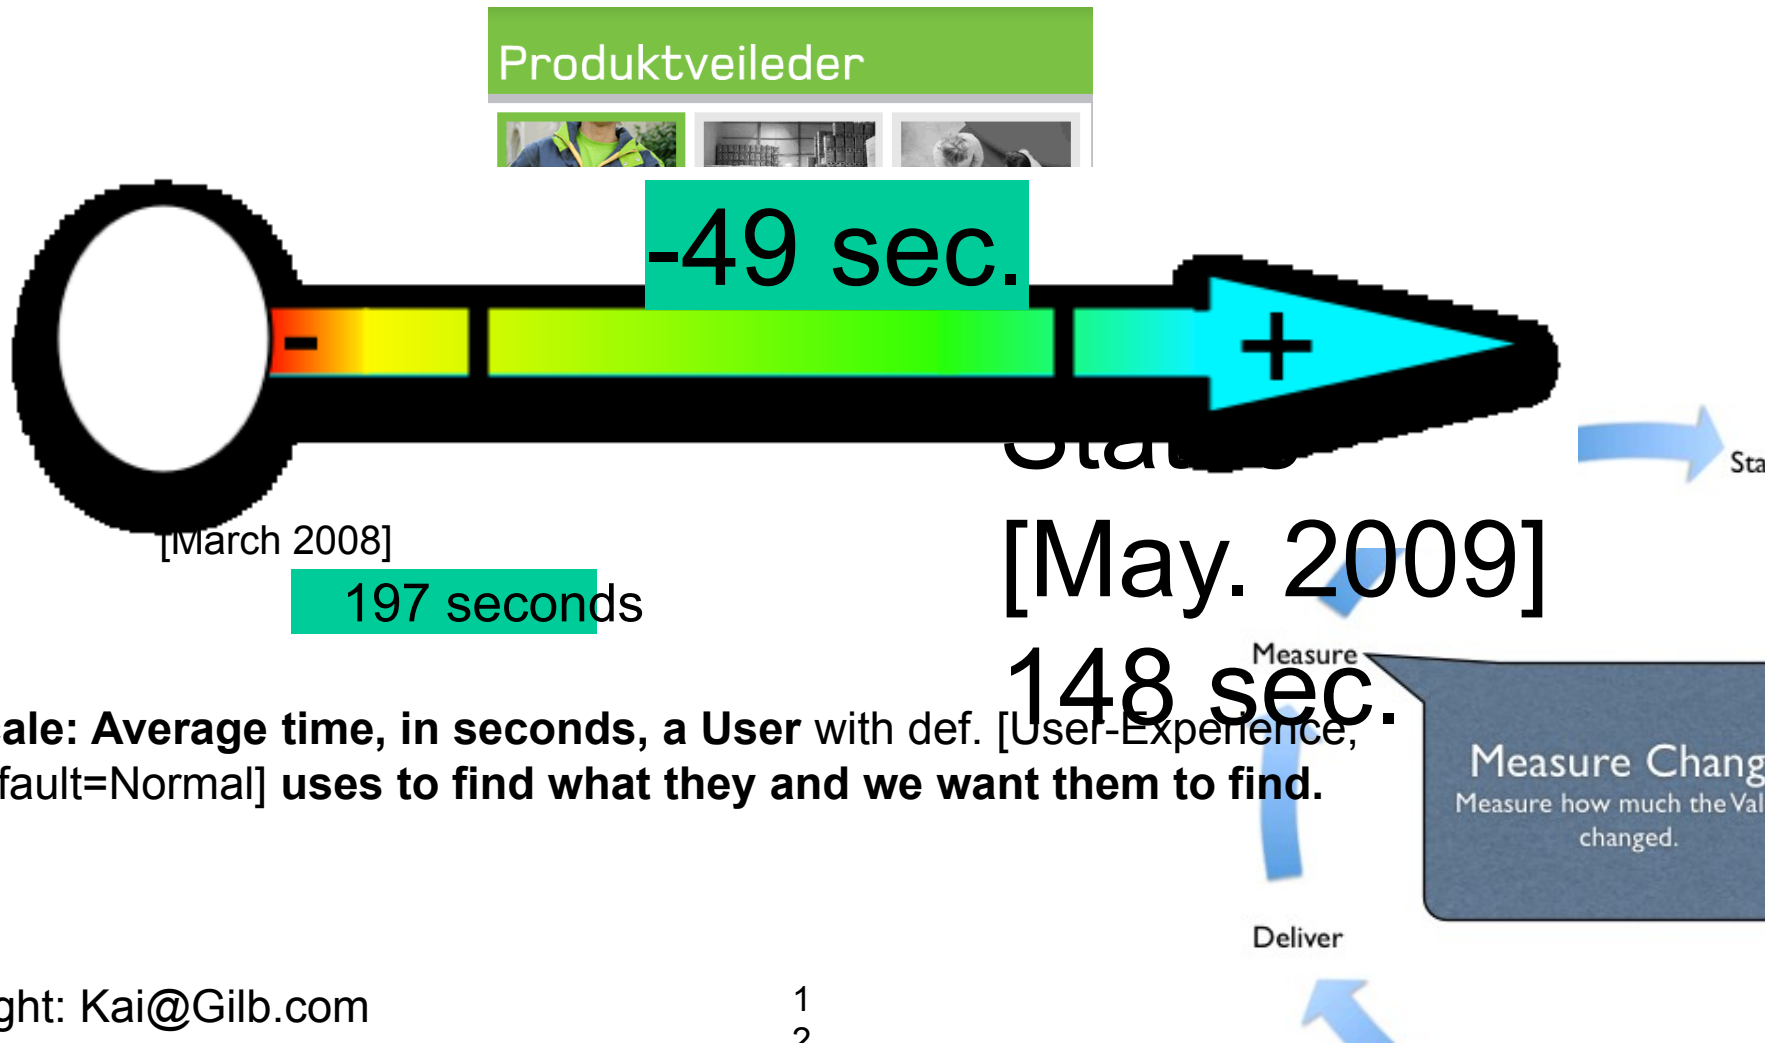 Produktveileder
-49 sec.
- +
[March 2008]
197 seconds
[May. 2009]
148 sec.
ale: Average time, in seconds, a User with def. [User-Experience,
fault=Normal] uses to find what they and we want them to find.
Sta
Measure
Measure Chang
Measure how much the Val
changed.
Deliver
ght: Kai@Gilb.com
1
2